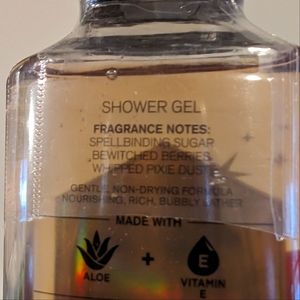 SHOWER GEL
FRAGRANCE NOTES:
SPELLBINDING SUGAR
BEWITCHED BERRIES
WHIPPED PIXIE DUST
GENTLE, NON-DRYING FORMULA
NOURISHING, RICH, BUBBLY LATHER
MADE WITH
ALOE + E VITAMIN
E